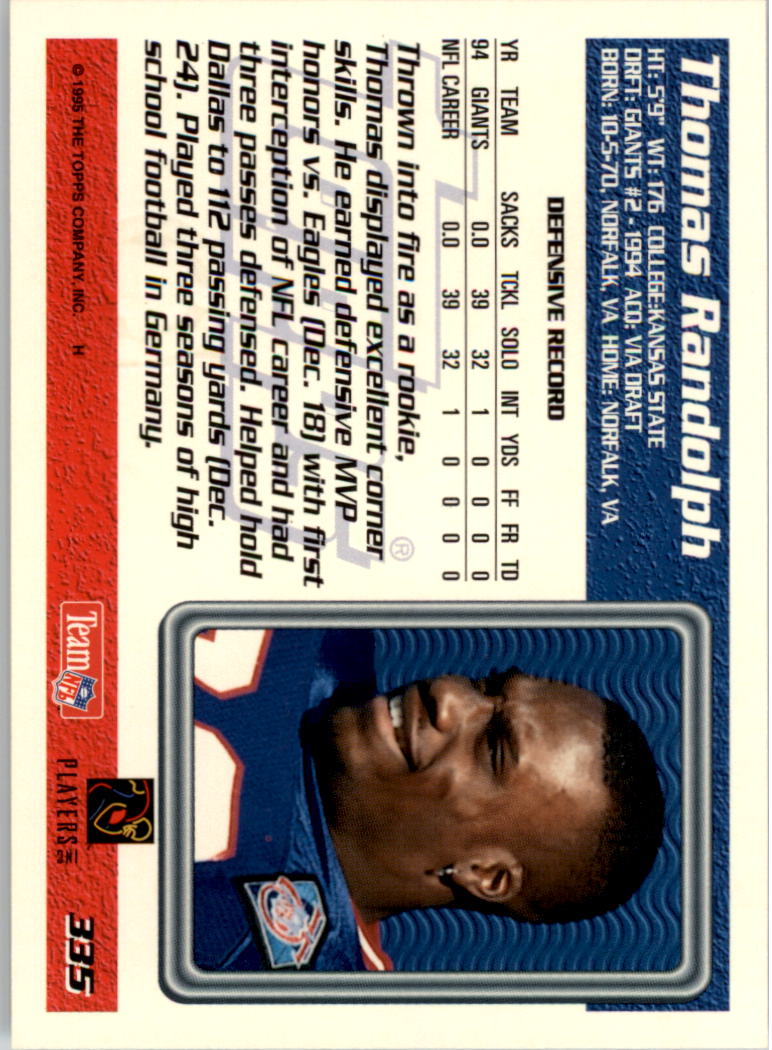 Thomas Randolph
HT: 5'9" WT: 176 COLLEGE: KANSAS STATE
DRFT: GIANTS #2 - 1994 ACQ: VIA DRAFT
BORN: 10-5-70, NORFALK, VA HOME: NORFALK, VA
DEFENSIVE RECORD
YR TEAM SACKS TCKL SOLO INT YDS FF FR TD
94 GIANTS 0.0 39 32 1 0 0 0 0
NFL CAREER 0.0 39 32 1 0 0 0 0
Thrown into fire as a rookie,
Thomas displayed excellent corner
skills. He earned defensive MVP
honors vs. Eagles (Dec. 18) with first
interception of NFL career and had
three passes defensed. Helped hold
Dallas to 112 passing yards (Dec.
24). Played three seasons of high
school football in Germany.
®
© 1995 THE TOPPS COMPANY, INC. H
Team NFL
PLAYERS INC
335